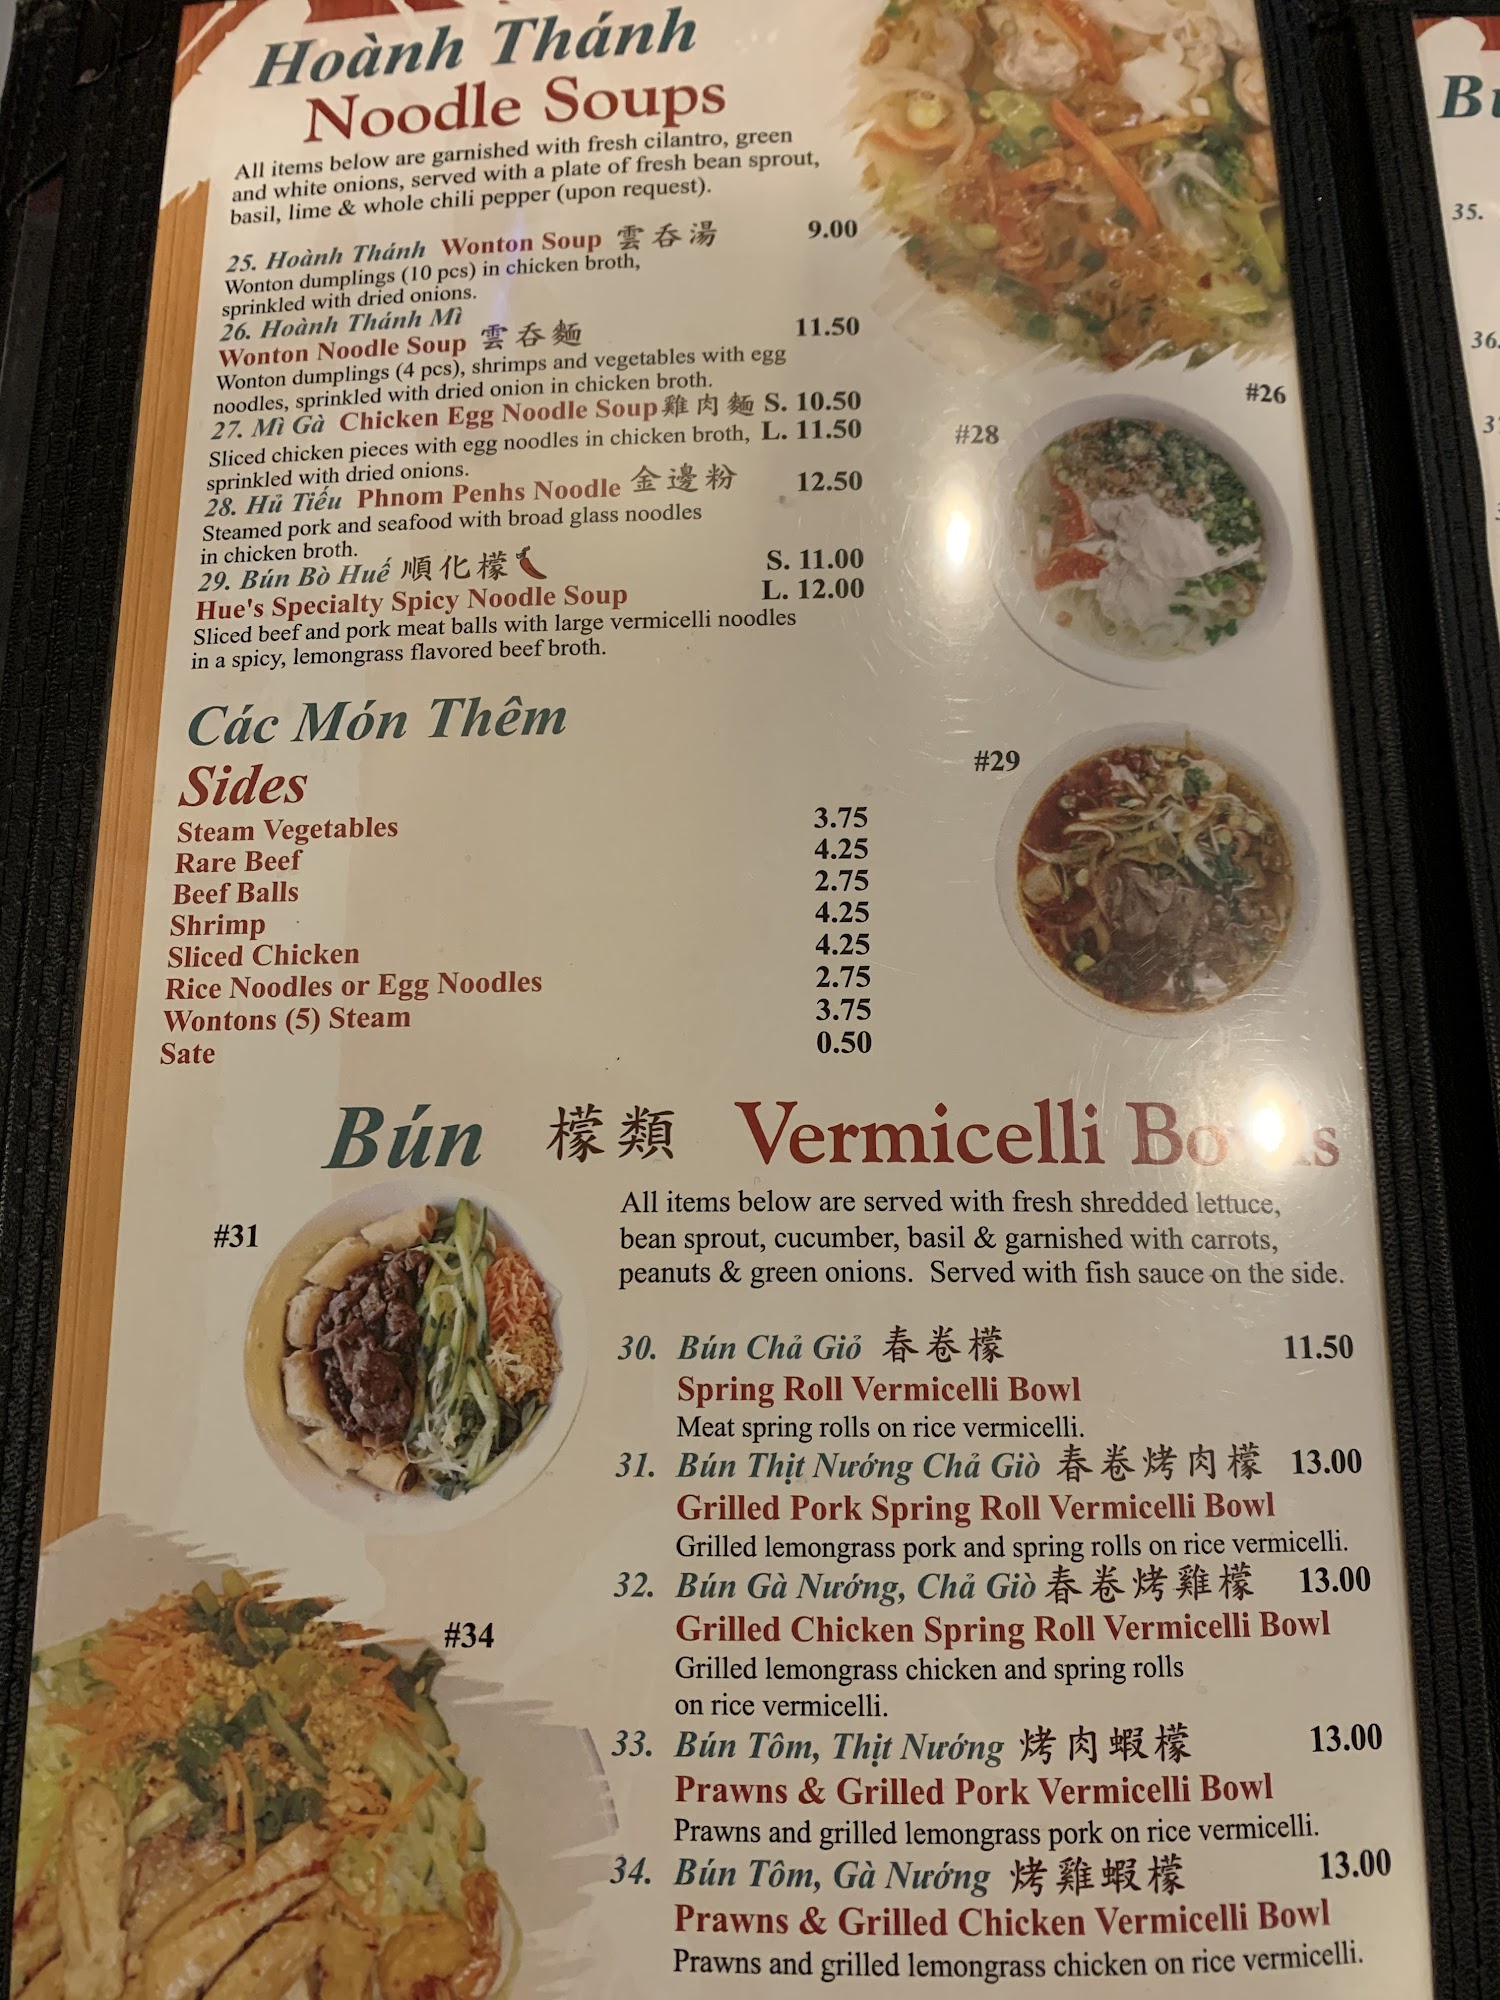 Hoành Thánh
Noodle Soups
All items below are garnished with fresh cilantro, green
and white onions, served with a plate of fresh bean sprout,
basil, lime & whole chili pepper (upon request).
25. Hoành Thánh Wonton Soup 雲吞湯 9.00
Wonton dumplings (10 pcs) in chicken broth,
sprinkled with dried onions.
26. Hoành Thánh Mì
Wonton Noodle Soup 雲吞麵 11.50
Wonton dumplings (4 pcs), shrimps and vegetables with egg
noodles, sprinkled with dried onion in chicken broth.
27. Mì Gà Chicken Egg Noodle Soup 雞肉麵 S. 10.50
Sliced chicken pieces with egg noodles in chicken broth, L. 11.50
sprinkled with dried onions.
28. Hủ Tiếu Phnom Penhs Noodle 金邊粉 12.50
Steamed pork and seafood with broad glass noodles
in chicken broth.
29. Bún Bò Huế 順化檬 S. 11.00
Hue's Specialty Spicy Noodle Soup L. 12.00
Sliced beef and pork meat balls with large vermicelli noodles
in a spicy, lemongrass flavored beef broth.
#26
#28
#29
Các Món Thêm
Sides
Steam Vegetables 3.75
Rare Beef 4.25
Beef Balls 2.75
Shrimp 4.25
Sliced Chicken 4.25
Rice Noodles or Egg Noodles 2.75
Wontons (5) Steam 3.75
Sate 0.50
Bún 檬類 Vermicelli Bowls
#31
All items below are served with fresh shredded lettuce,
bean sprout, cucumber, basil & garnished with carrots,
peanuts & green onions. Served with fish sauce on the side.
30. Bún Chả Giỏ 春卷檬 11.50
Spring Roll Vermicelli Bowl
Meat spring rolls on rice vermicelli.
31. Bún Thịt Nướng Chả Giò 春卷烤肉檬 13.00
Grilled Pork Spring Roll Vermicelli Bowl
Grilled lemongrass pork and spring rolls on rice vermicelli.
32. Bún Gà Nướng, Chả Giò 春卷烤雞檬 13.00
Grilled Chicken Spring Roll Vermicelli Bowl
Grilled lemongrass chicken and spring rolls
on rice vermicelli.
#34
33. Bún Tôm, Thịt Nướng 烤肉蝦檬 13.00
Prawns & Grilled Pork Vermicelli Bowl
Prawns and grilled lemongrass pork on rice vermicelli.
34. Bún Tôm, Gà Nướng 烤雞蝦檬 13.00
Prawns & Grilled Chicken Vermicelli Bowl
Prawns and grilled lemongrass chicken on rice vermicelli.
35.
36.